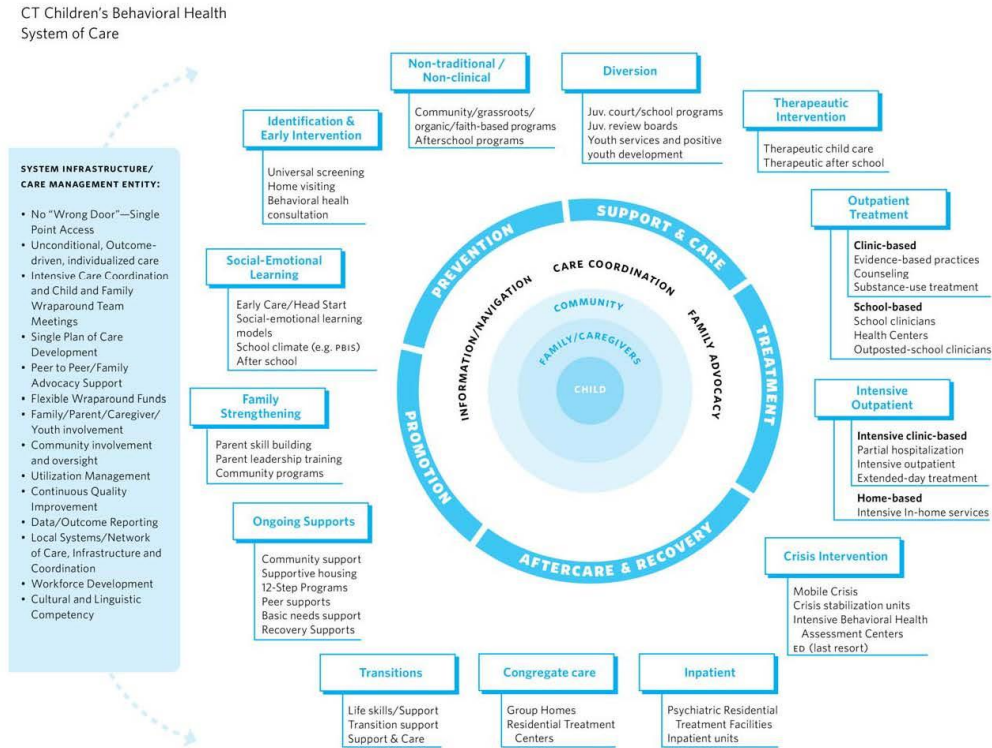 CT Children's Behavioral Health
System of Care
SYSTEM INFRASTRUCTURE/
CARE MANAGEMENT ENTITY:
• No "Wrong Door"—Single
Point Access
• Unconditional, Outcome-
driven, individualized care
• Intensive Care Coordination
and Child and Family
Wraparound Team
Meetings
• Single Plan of Care
Development
• Peer to Peer/Family
Advocacy Support
• Flexible Wraparound Funds
• Family/Parent/Caregiver/
Youth involvement
• Community involvement
and oversight
• Utilization Management
• Continuous Quality
Improvement
• Data/Outcome Reporting
• Local Systems/Network
of Care, Infrastructure and
Coordination
• Workforce Development
• Cultural and Linguistic
Competency
Non-traditional /
Non-clinical
Community/grassroots/
organic/faith-based programs
Afterschool programs
Diversion
Juv. court/school programs
Juv. review boards
Youth services and positive
youth development
Therapeautic
Intervention
Therapeutic child care
Therapeutic after school
Identification &
Early Intervention
Universal screening
Home visiting
Behavioral healh
consultation
Outpatient
Treatment
Clinic-based
Evidence-based practices
Counseling
Substance-use treatment
School-based
School clinicians
Health Centers
Outposted-school clinicians
Social-Emotional
Learning
Early Care/Head Start
Social-emotional learning
models
School climate (e.g. PBIS)
After school
Family
Strengthening
Parent skill building
Parent leadership training
Community programs
Intensive
Outpatient
Intensive clinic-based
Partial hospitalization
Intensive outpatient
Extended-day treatment
Home-based
Intensive In-home services
Ongoing Supports
Community support
Supportive housing
12-Step Programs
Peer supports
Basic needs support
Recovery Supports
Crisis Intervention
Mobile Crisis
Crisis stabilization units
Intensive Behavioral Health
Assessment Centers
ED (last resort)
Transitions
Life skills/Support
Transition support
Support & Care
Congregate care
Group Homes
Residential Treatment
Centers
Inpatient
Psychiatric Residential
Treatment Facilities
Inpatient units
PREVENTION
SUPPORT & CARE
TREATMENT
AFTERCARE & RECOVERY
PROMOTION
INFORMATION/NAVIGATION
CARE COORDINATION
FAMILY ADVOCACY
COMMUNITY
FAMILY/CAREGIVERS
CHILD